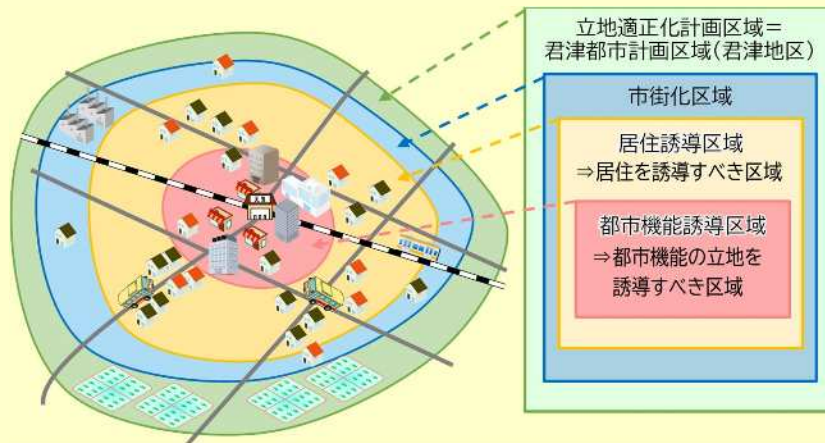 立地適正化計画区域＝
君津都市計画区域（君津地区）
市街化区域
居住誘導区域
⇒居住を誘導すべき区域
都市機能誘導区域
⇒都市機能の立地を
誘導すべき区域